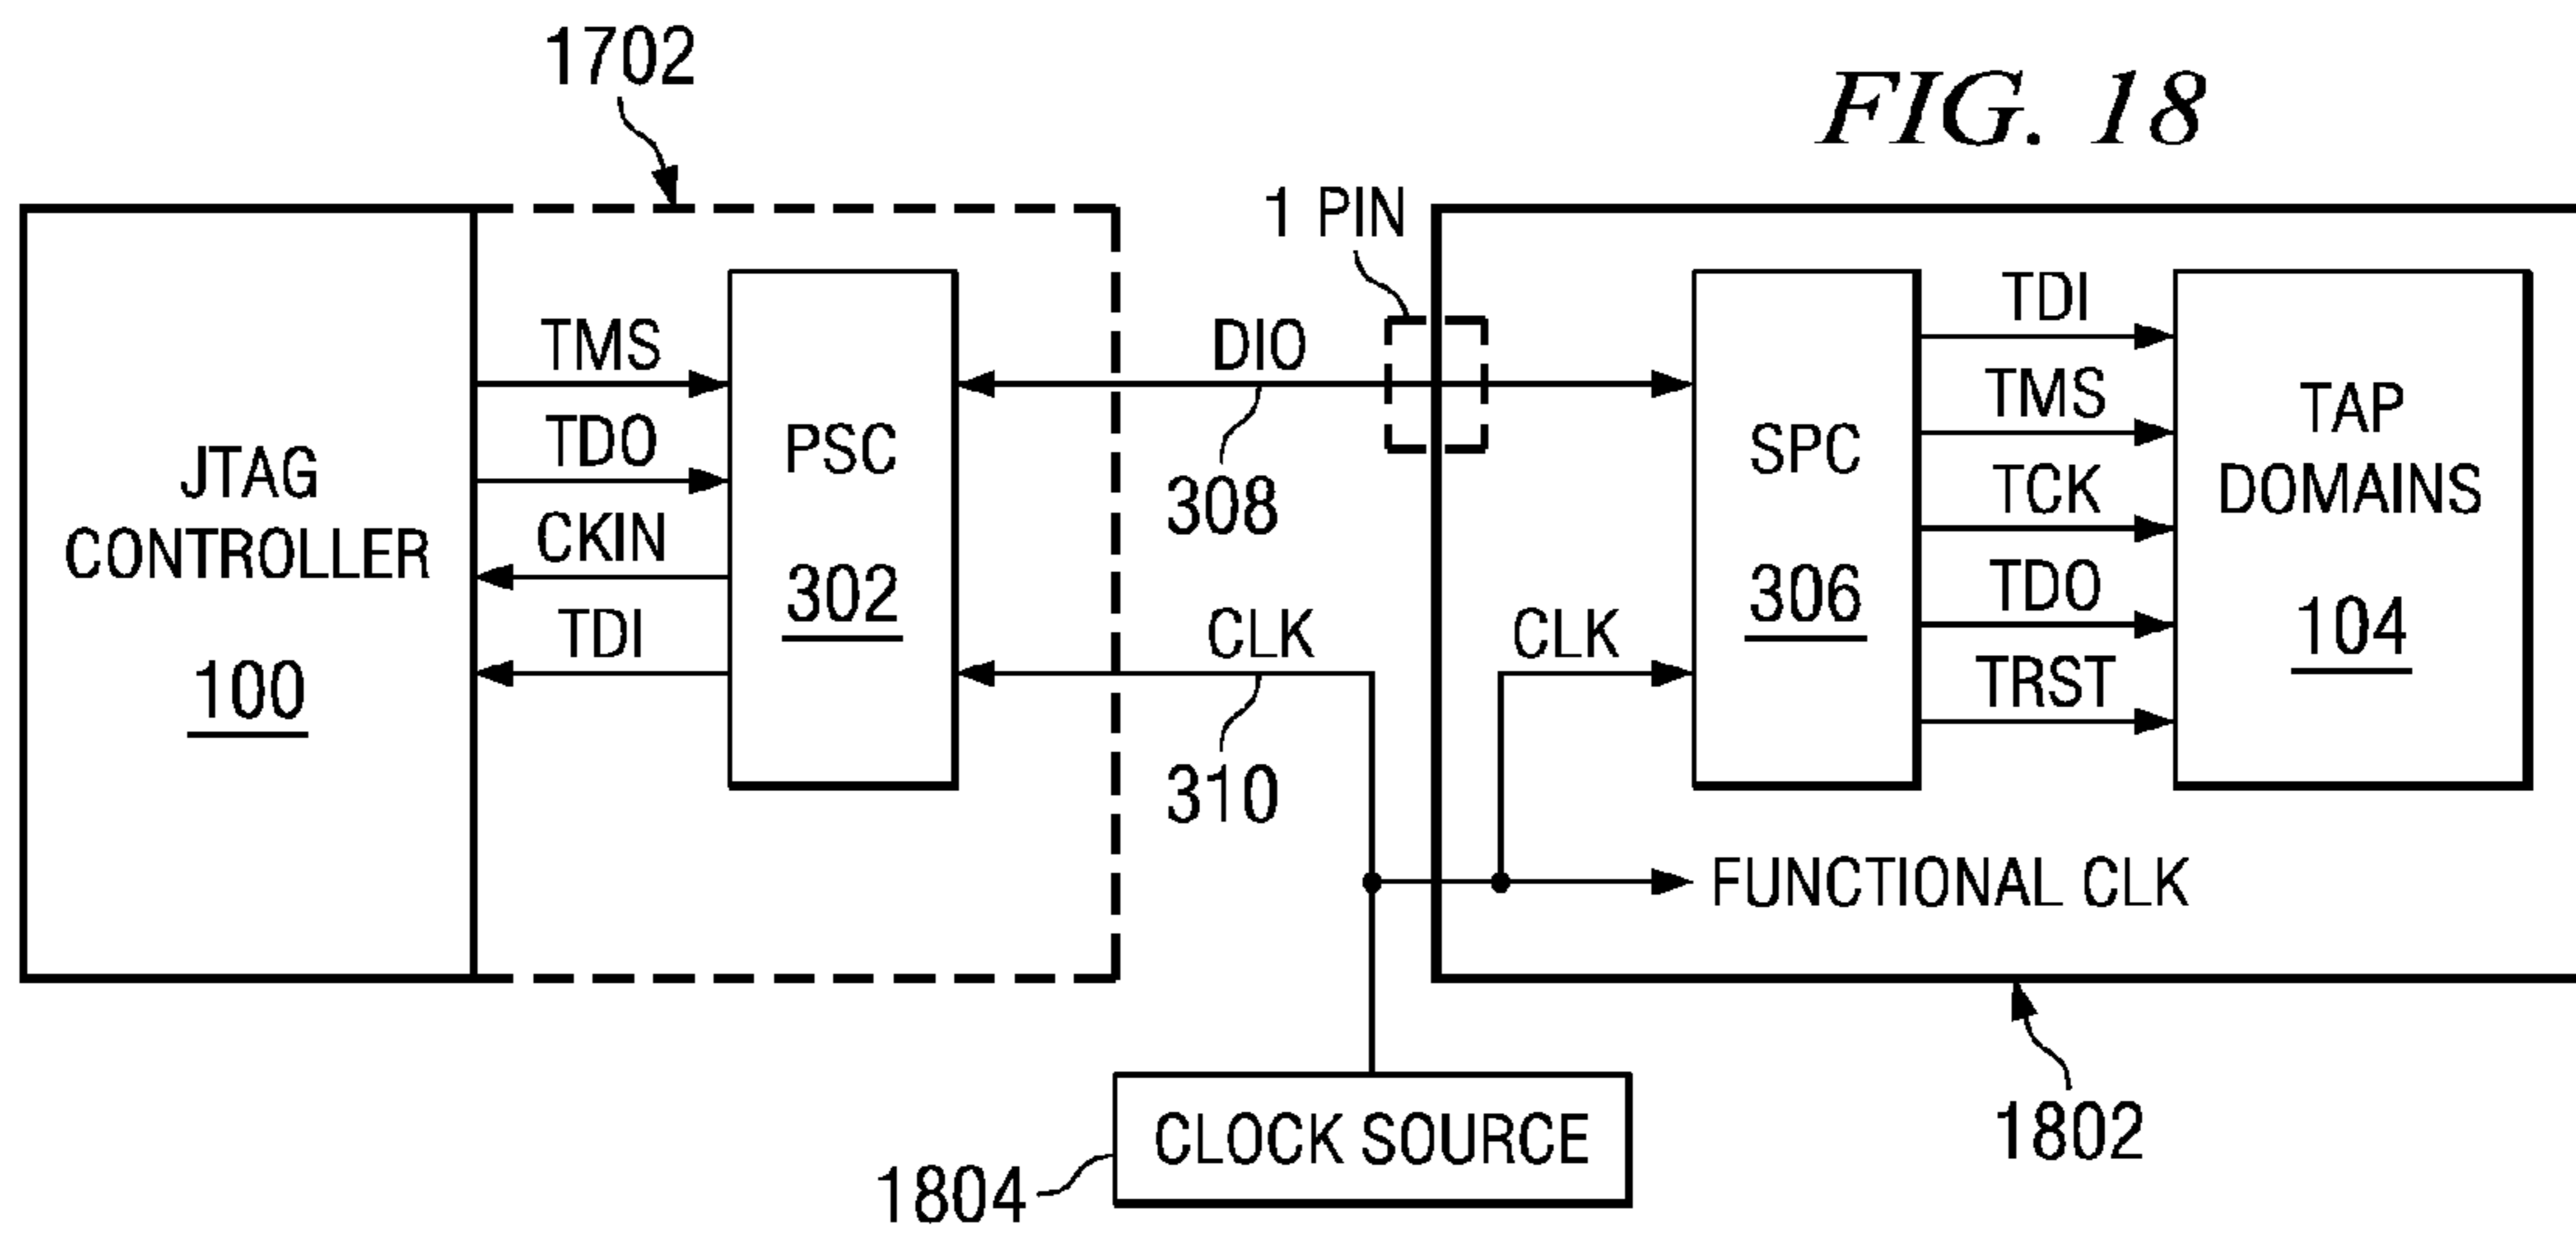 1702
FIG. 18
1 PIN
JTAG
CONTROLLER
100
TMS
TDO
CKIN
TDI
PSC
302
DIO
308
CLK
310
CLK
SPC
306
TDI
TMS
TCK
TDO
TRST
TAP
DOMAINS
104
FUNCTIONAL CLK
CLOCK SOURCE
1804
1802